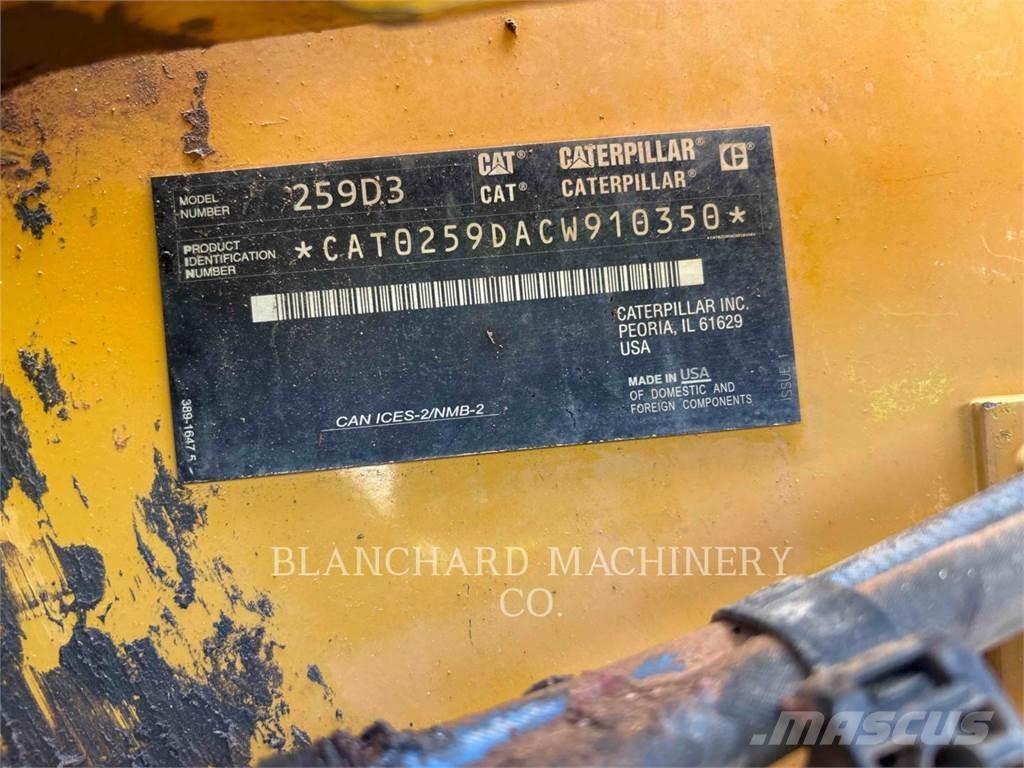 MODEL NUMBER 259D3 CAT® CATERPILLAR®
CAT® CATERPILLAR®
PRODUCT IDENTIFICATION NUMBER *CAT0259DACW910350*
CATERPILLAR INC.
PEORIA, IL 61629
USA
MADE IN USA
OF DOMESTIC AND
FOREIGN COMPONENTS
CAN ICES-2/NMB-2
389-1647 5
ISSUE 1
BLANCHARD MACHINERY
CO.
MASCUS